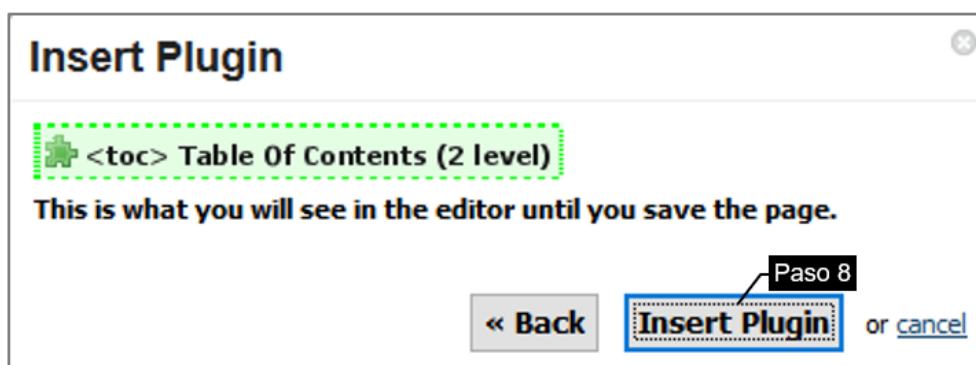 Insert Plugin
<toc> Table Of Contents (2 level)
This is what you will see in the editor until you save the page.
Paso 8
« Back Insert Plugin or cancel